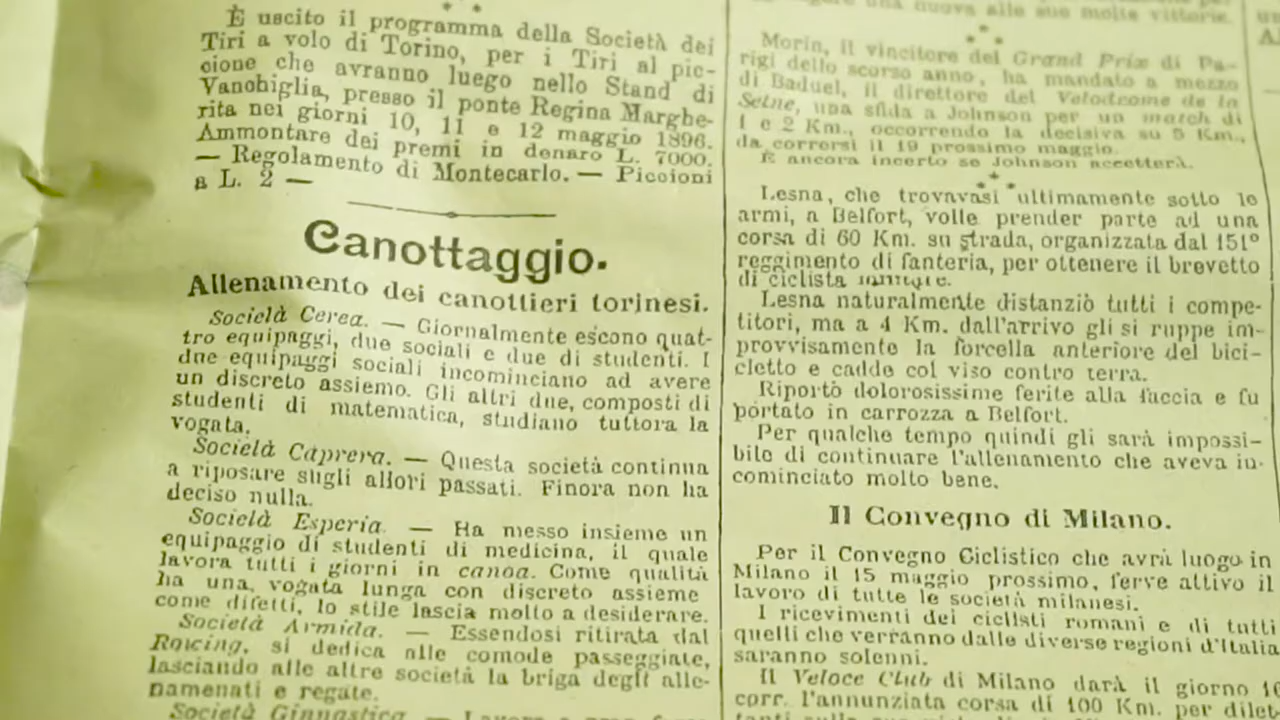 È uscito il programma della Società dei
Tiri a volo di Torino, per i Tiri al pic-
cione che avranno luogo nello Stand di
Vanchiglia, presso il ponte Regina Marghe-
rita nei giorni 10, 11 e 12 maggio 1896.
Ammontare dei premi in denaro L. 7000.
— Regolamento di Montecarlo. — Piccioni
a L. 2 —
Canottaggio.
Allenamento dei canottieri torinesi.
Società Cerea. — Giornalmente escono quat-
tro equipaggi, due sociali e due di studenti. I
due equipaggi sociali incominciano ad avere
un discreto assiemo. Gli altri due, composti di
studenti di matematica, studiano tuttora la
vogata.
Società Caprera. — Questa società continua
a riposare sugli allori passati. Finora non ha
deciso nulla.
Società Esperia. — Ha messo insieme un
equipaggio di studenti di medicina, il quale
lavora tutti i giorni in canoa. Come qualità
ha una vogata lunga con discreto assieme
come difetti, lo stile lascia molto a desiderare.
Società Armida. — Essendosi ritirata dal
Rowing, si dedica alle comode passeggiate,
lasciando alle altre società la briga degli alle-
namenti e regate.
Società Ginnastica. — Lavora
una nuova alle sue molte vittorie.
Morin, il vincitore del Grand Prix di Pa-
rigi dello scorso anno, ha mandato a mezzo
di Baduel, il direttore del Velodrome de la
Seine, una sfida a Johnson per un match di
1 e 2 Km., occorrendo la decisiva su 5 Km.,
da corrersi il 19 prossimo maggio.
È ancora incerto se Johnson accetterà.
Lesna, che trovavasi ultimamente sotto le
armi, a Belfort, volle prender parte ad una
corsa di 60 Km. su strada, organizzata dal 151º
reggimento di fanteria, per ottenere il brevetto
di ciclista
Lesna naturalmente distanziò tutti i compe-
titori, ma a 4 Km. dall'arrivo gli si ruppe im-
provvisamente la forcella anteriore del bici-
cletto e cadde col viso contro terra.
Riportò dolorosissime ferite alla faccia e fu
portato in carrozza a Belfort.
Per qualche tempo quindi gli sarà impossi-
bile di continuare l'allenamento che aveva in-
cominciato molto bene.
Il Convegno di Milano.
Per il Convegno Ciclistico che avrà luogo in
Milano il 15 maggio prossimo, ferve attivo il
lavoro di tutte le società milanesi.
I ricevimenti dei ciclisti romani e di tutti
quelli che verranno dalle diverse regioni d'Italia
saranno solenni.
Il Veloce Club di Milano darà il giorno
corr. l'annunziata corsa di 100 Km. per dilet-